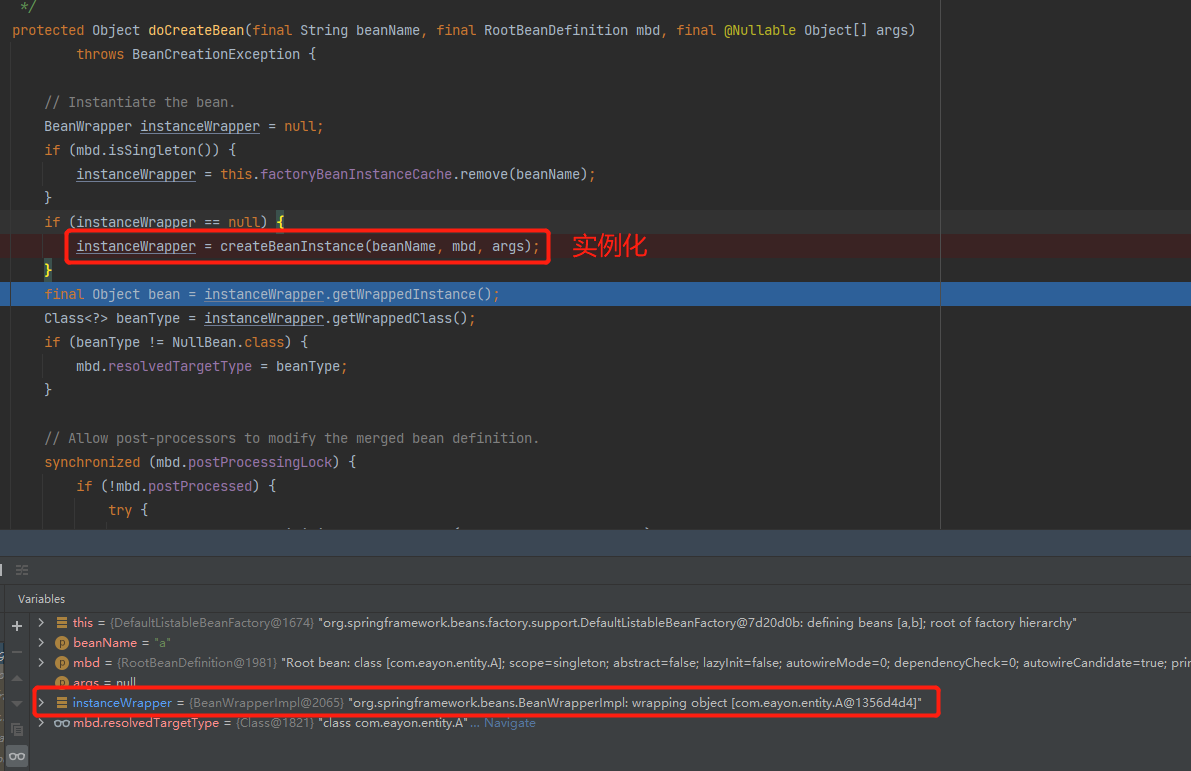 */
protected Object doCreateBean(final String beanName, final RootBeanDefinition mbd, final @Nullable Object[] args)
throws BeanCreationException {
// Instantiate the bean.
BeanWrapper instanceWrapper = null;
if (mbd.isSingleton()) {
instanceWrapper = this.factoryBeanInstanceCache.remove(beanName);
}
if (instanceWrapper == null) {
instanceWrapper = createBeanInstance(beanName, mbd, args); 实例化
}
final Object bean = instanceWrapper.getWrappedInstance();
Class<?> beanType = instanceWrapper.getWrappedClass();
if (beanType != NullBean.class) {
mbd.resolvedTargetType = beanType;
}
// Allow post-processors to modify the merged bean definition.
synchronized (mbd.postProcessingLock) {
if (!mbd.postProcessed) {
try {
Variables
this = {DefaultListableBeanFactory@1674} "org.springframework.beans.factory.support.DefaultListableBeanFactory@7d20d0b: defining beans [a,b]; root of factory hierarchy"
beanName = "a"
mbd = {RootBeanDefinition@1981} "Root bean: class [com.eayon.entity.A]; scope=singleton; abstract=false; lazyInit=false; autowireMode=0; dependencyCheck=0; autowireCandidate=true; pri
args = null
instanceWrapper = {BeanWrapperImpl@2065} "org.springframework.beans.BeanWrapperImpl: wrapping object [com.eayon.entity.A@1356d4d4]"
mbd.resolvedTargetType = {Class@1821} "class com.eayon.entity.A" ... Navigate